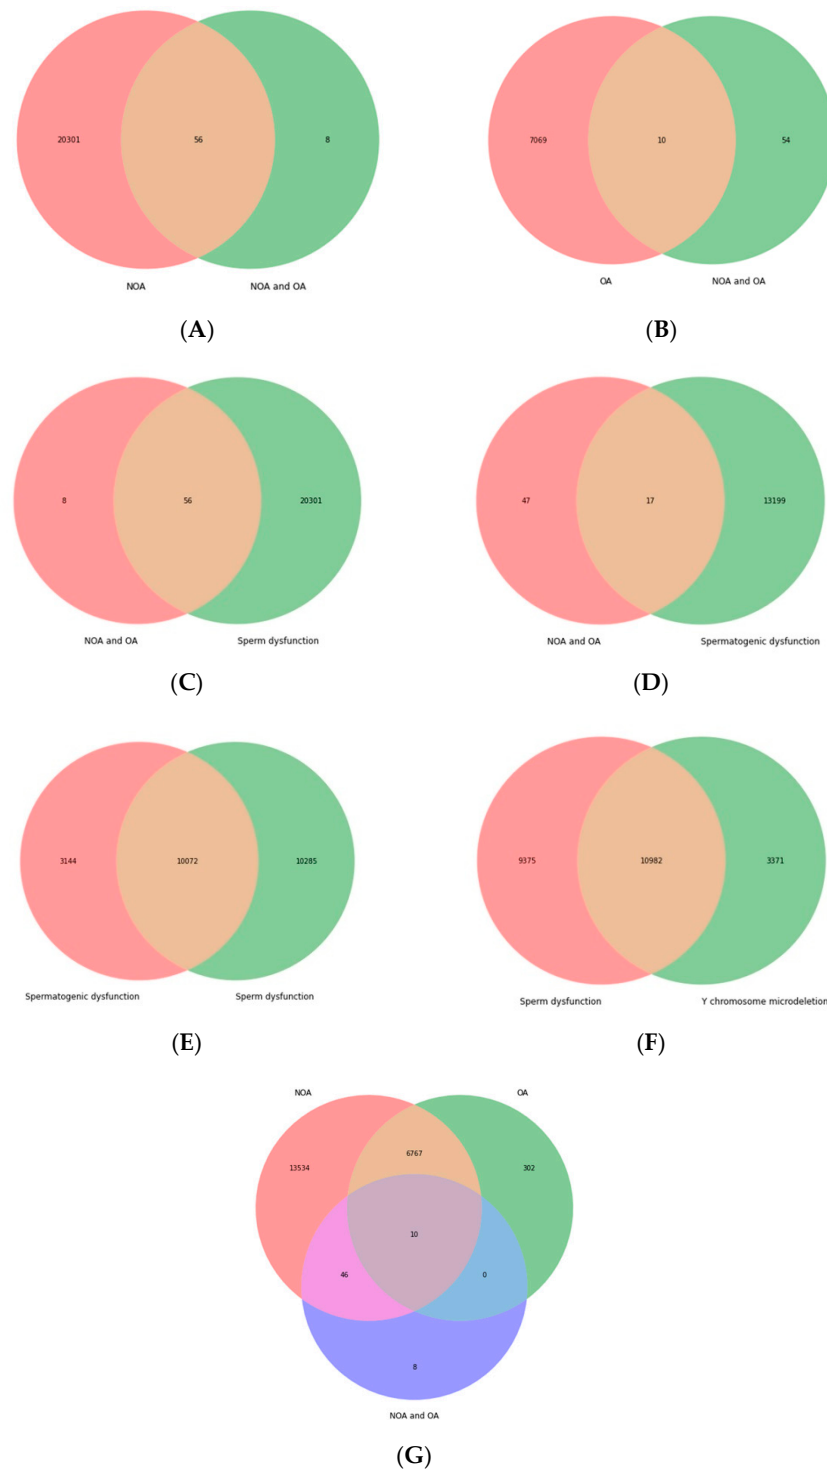 20301 56 8
NOA NOA and OA
(A)
7069 10 54
OA NOA and OA
(B)
8 56 20301
NOA and OA Sperm dysfunction
(C)
47 17 13199
NOA and OA Spermatogenic dysfunction
(D)
3144 10072 10285
Spermatogenic dysfunction Sperm dysfunction
(E)
9375 10982 3371
Sperm dysfunction Y chromosome microdeletion
(F)
NOA OA
6767
13534 302
10
46 0
8
NOA and OA
(G)